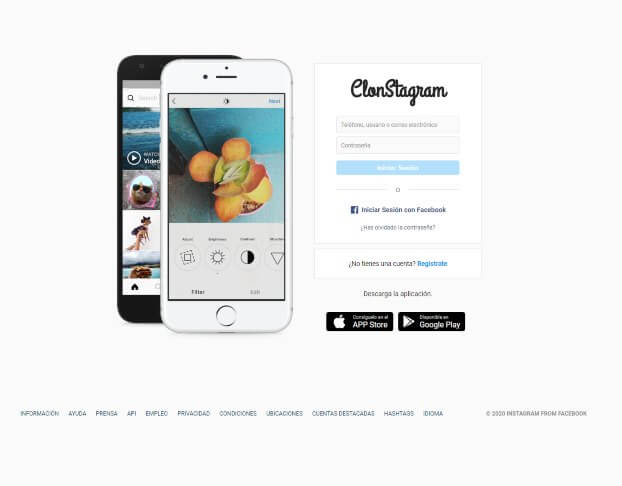 Search
WATCH
Video
Next
Adjust
Brightness
Contrast
Structure
Filter
Edit
ClonStagram
Teléfono, usuario o correo electrónico
Contraseña
Iniciar Sesión
O
Iniciar Sesión con Facebook
¿Has olvidado la contraseña?
¿No tienes una cuenta? Regístrate
Descarga la aplicación.
Consíguelo en el
APP Store
Disponible en
Google Play
INFORMACIÓN AYUDA PRENSA API EMPLEO PRIVACIDAD CONDICIONES UBICACIONES CUENTAS DESTACADAS HASHTAGS IDIOMA © 2020 INSTAGRAM FROM FACEBOOK